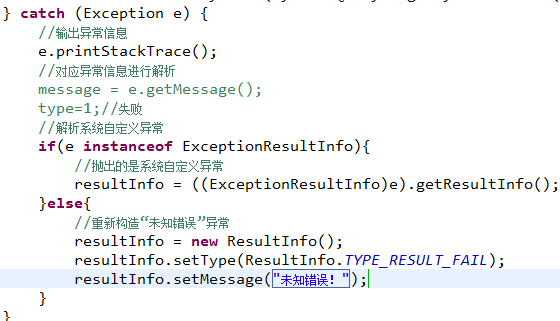 } catch (Exception e) {
//输出异常信息
e.printStackTrace();
//对应异常信息进行解析
message = e.getMessage();
type=1;//失败
//解析系统自定义异常
if(e instanceof ExceptionResultInfo){
//抛出的是系统自定义异常
resultInfo = ((ExceptionResultInfo)e).getResultInfo();
}else{
//重新构造“未知错误”异常
resultInfo = new ResultInfo();
resultInfo.setType(ResultInfo.TYPE_RESULT_FAIL);
resultInfo.setMessage("未知错误！");
}
}